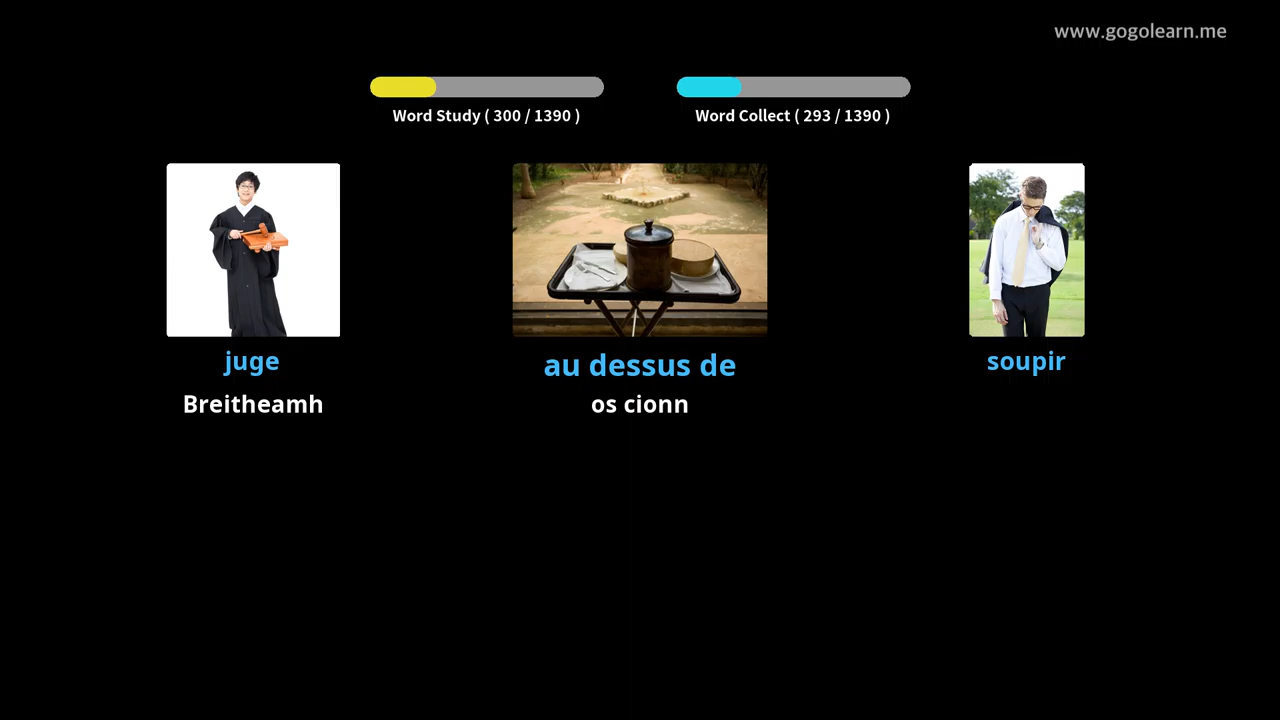 www.gogolearn.me
Word Study ( 300 / 1390 )
Word Collect ( 293 / 1390 )
juge
au dessus de
soupir
Breitheamh
os cionn